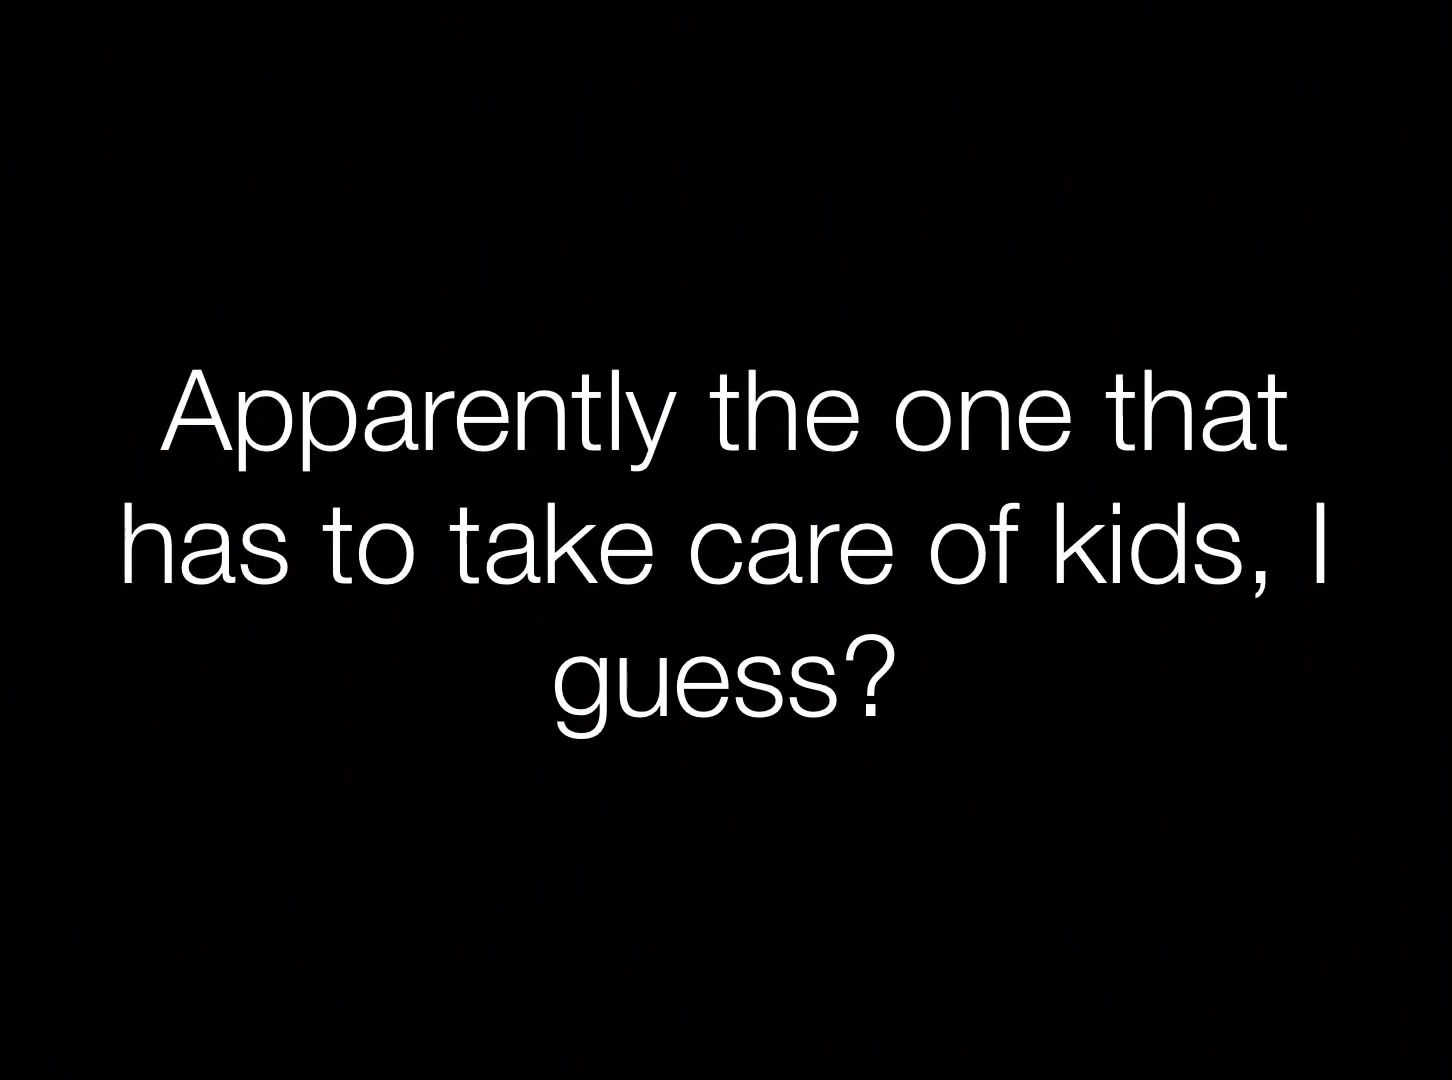 Apparently the one that
has to take care of kids, I
guess?